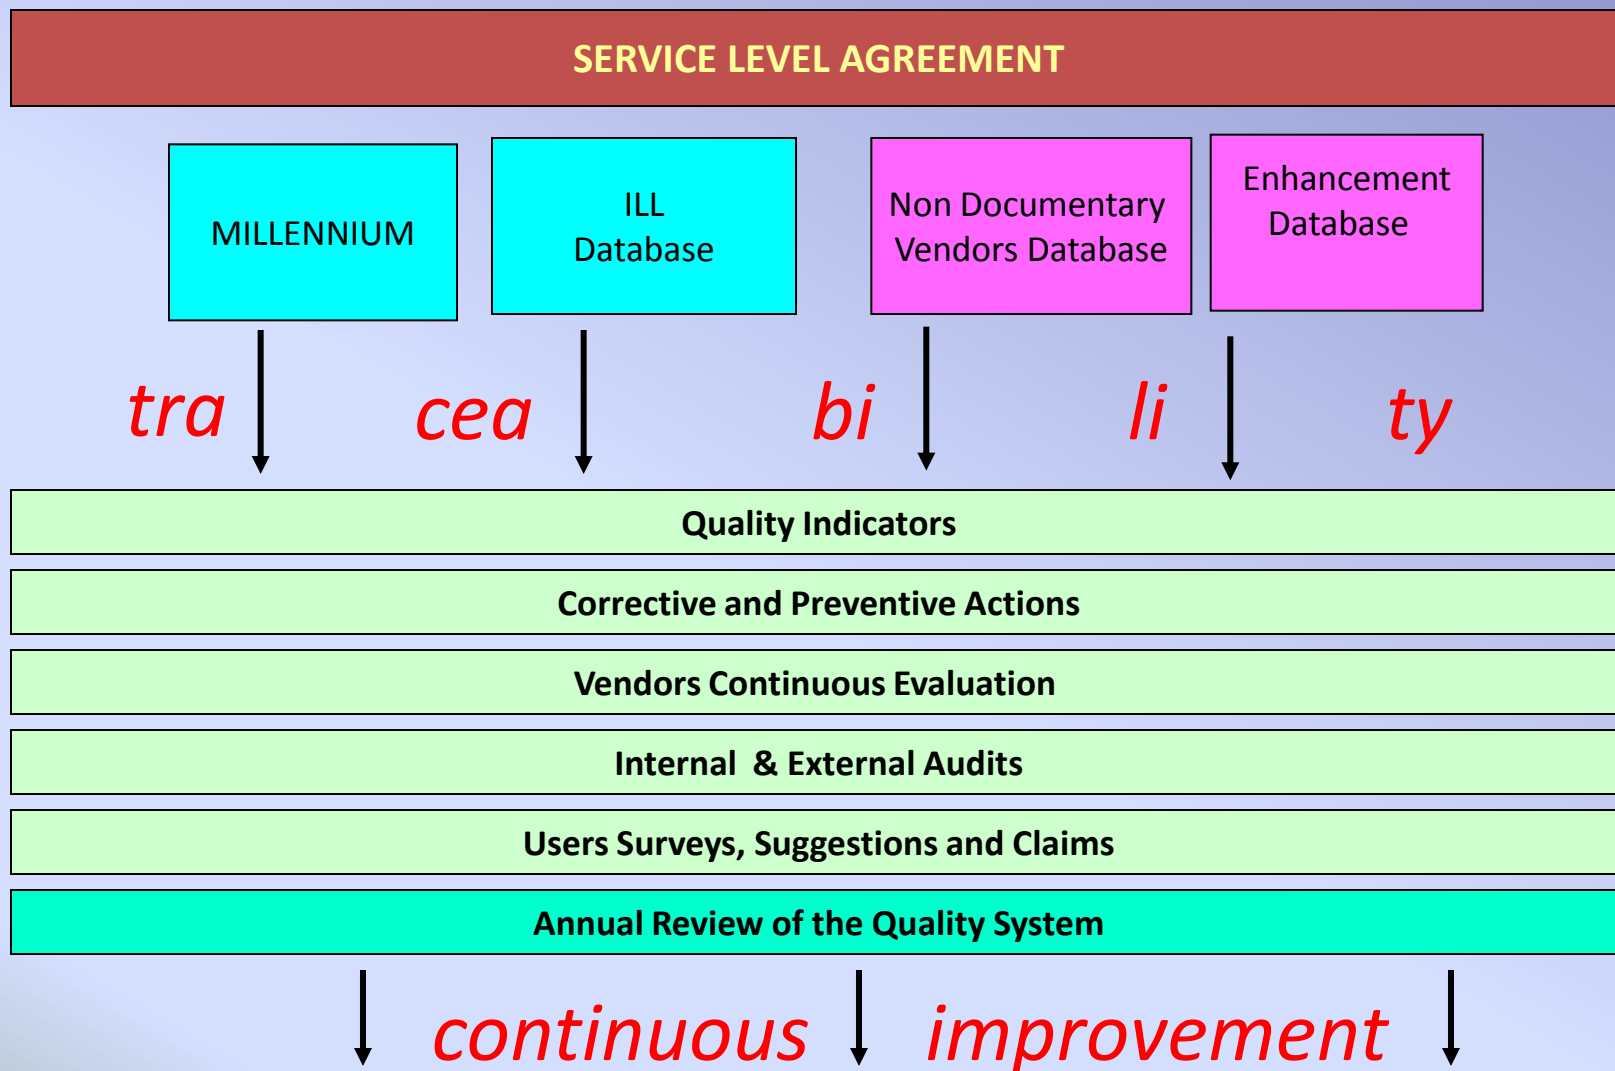 SERVICE LEVEL AGREEMENT
MILLENNIUM
ILL
Database
Non Documentary
Vendors Database
Enhancement
Database
tra cea bi li ty
Quality Indicators
Corrective and Preventive Actions
Vendors Continuous Evaluation
Internal & External Audits
Users Surveys, Suggestions and Claims
Annual Review of the Quality System
continuous improvement